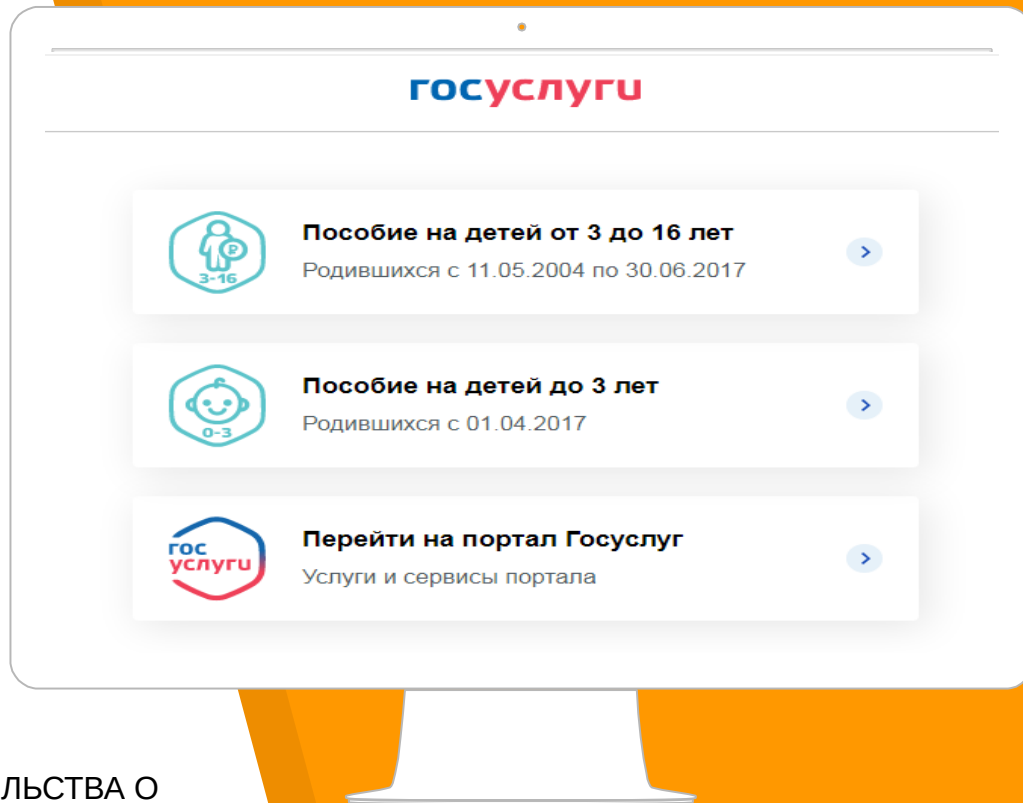 госуслуги
Пособие на детей от 3 до 16 лет
Родившихся с 11.05.2004 по 30.06.2017
3-16
Пособие на детей до 3 лет
Родившихся с 01.04.2017
0-3
Перейти на портал Госуслуг
гос
услуги
Услуги и сервисы портала
ЛЬСТВА О